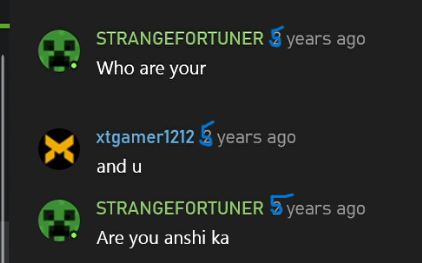 STRANGEFORTUNER 5 years ago
Who are your
xtgamer1212 5 years ago
and u
STRANGEFORTUNER 5 years ago
Are you anshi ka